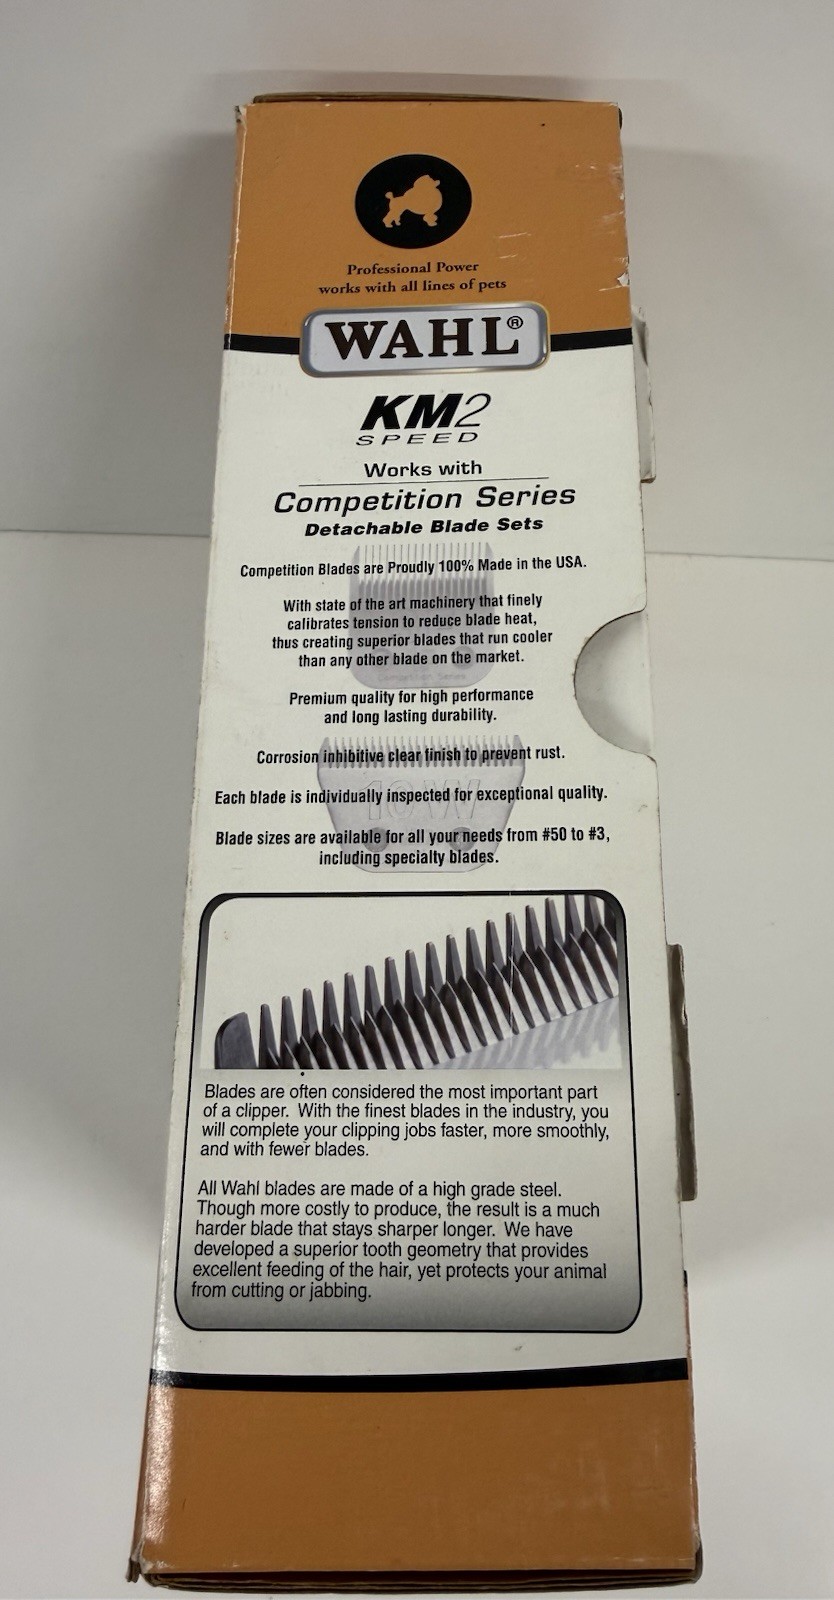 Professional Power
works with all lines of pets
WAHL®
KM2
SPEED
Works with
Competition Series
Detachable Blade Sets
Competition Blades are Proudly 100% Made in the USA.
With state of the art machinery that finely
calibrates tension to reduce blade heat,
thus creating superior blades that run cooler
than any other blade on the market.
Competition Series
Premium quality for high performance
and long lasting durability.
Corrosion inhibitive clear finish to prevent rust.
10W
Each blade is individually inspected for exceptional quality.
Blade sizes are available for all your needs from #50 to #3,
including specialty blades.
Blades are often considered the most important part
of a clipper. With the finest blades in the industry, you
will complete your clipping jobs faster, more smoothly,
and with fewer blades.
All Wahl blades are made of a high grade steel.
Though more costly to produce, the result is a much
harder blade that stays sharper longer. We have
developed a superior tooth geometry that provides
excellent feeding of the hair, yet protects your animal
from cutting or jabbing.